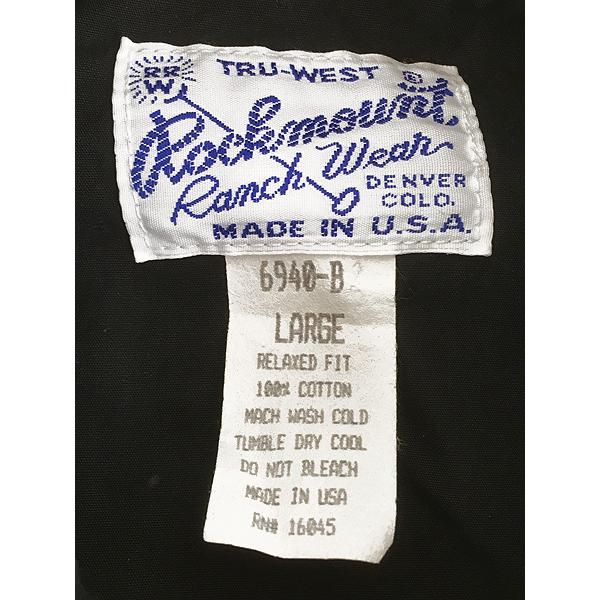 RR
W
TRU-WEST ®
Rockmount
Ranch Wear
DENVER
COLO.
MADE IN U.S.A.
6940-B
LARGE
RELAXED FIT
100% COTTON
MACH WASH COLD
TUMBLE DRY COOL
DO NOT BLEACH
MADE IN USA
RN# 16045